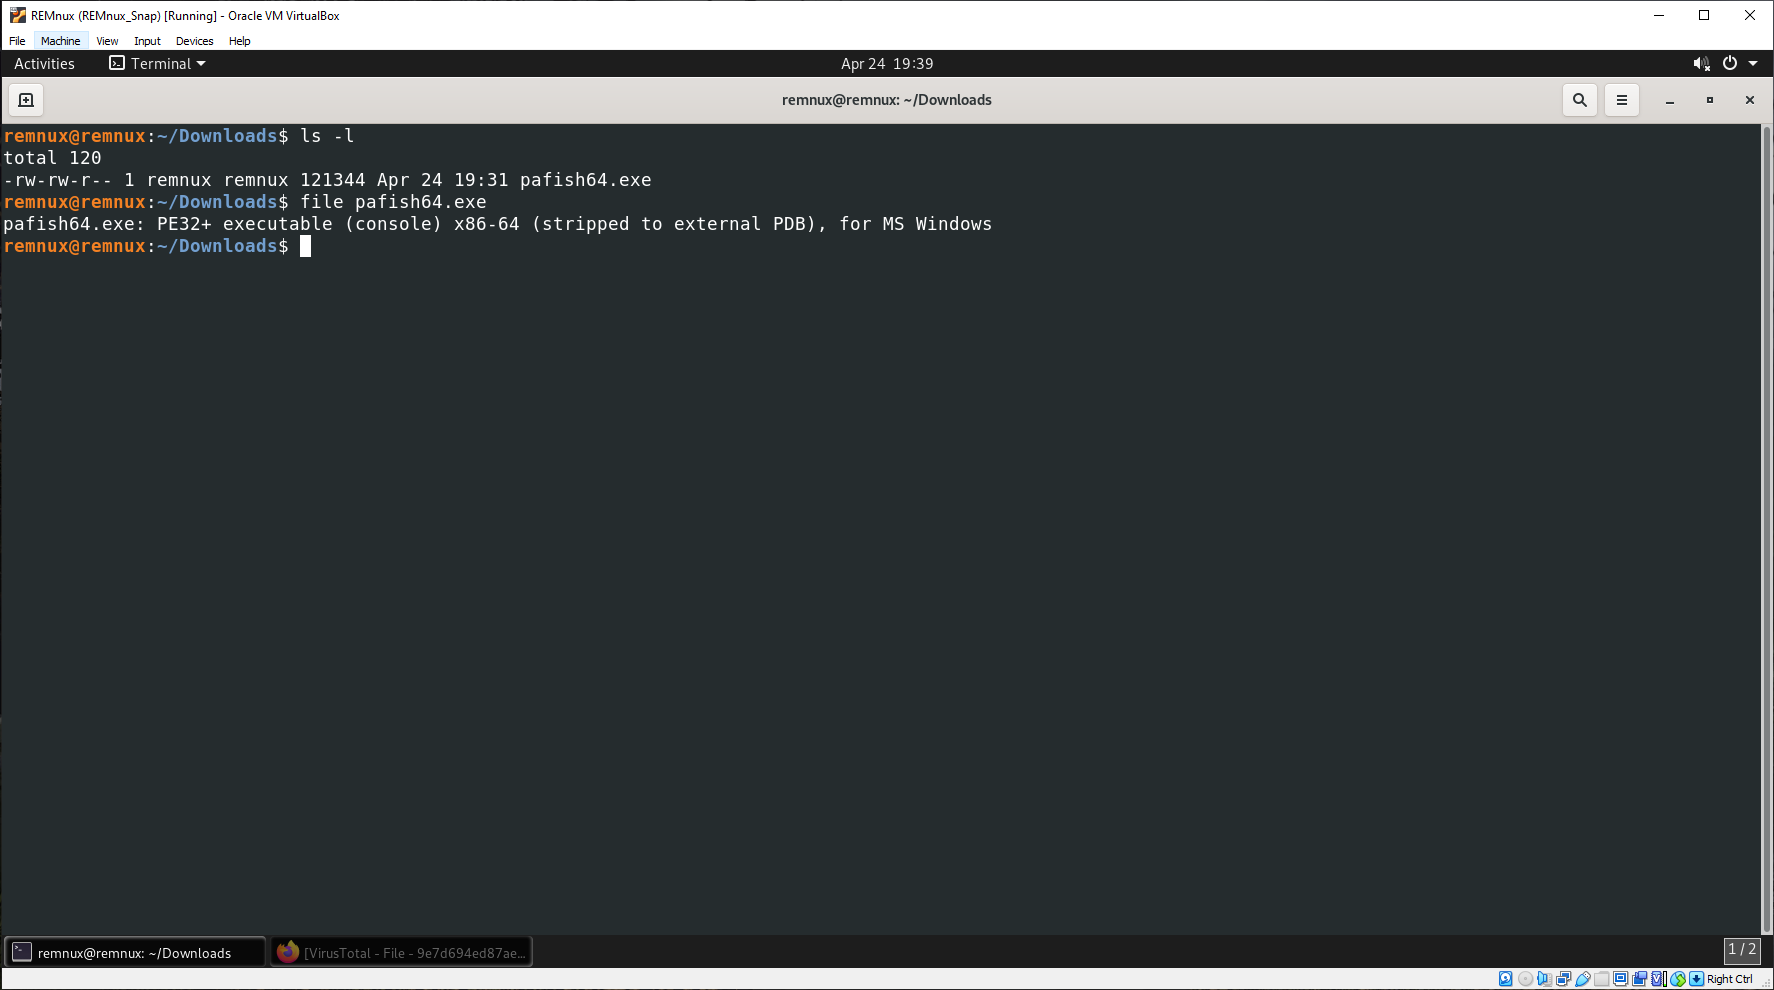 REMnux (REMnux_Snap) [Running] - Oracle VM VirtualBox
File Machine View Input Devices Help
Activities Terminal Apr 24 19:39
remnux@remnux: ~/Downloads
remnux@remnux:~/Downloads$ ls -l
total 120
-rw-rw-r-- 1 remnux remnux 121344 Apr 24 19:31 pafish64.exe
remnux@remnux:~/Downloads$ file pafish64.exe
pafish64.exe: PE32+ executable (console) x86-64 (stripped to external PDB), for MS Windows
remnux@remnux:~/Downloads$
remnux@remnux: ~/Downloads [VirusTotal - File - 9e7d694ed87ae... 1 / 2
Right Ctrl